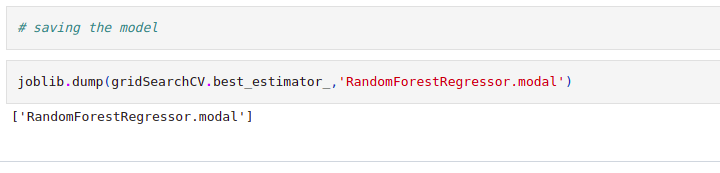 # saving the model
joblib.dump(gridSearchCV.best_estimator_,'RandomForestRegressor.modal')
['RandomForestRegressor.modal']